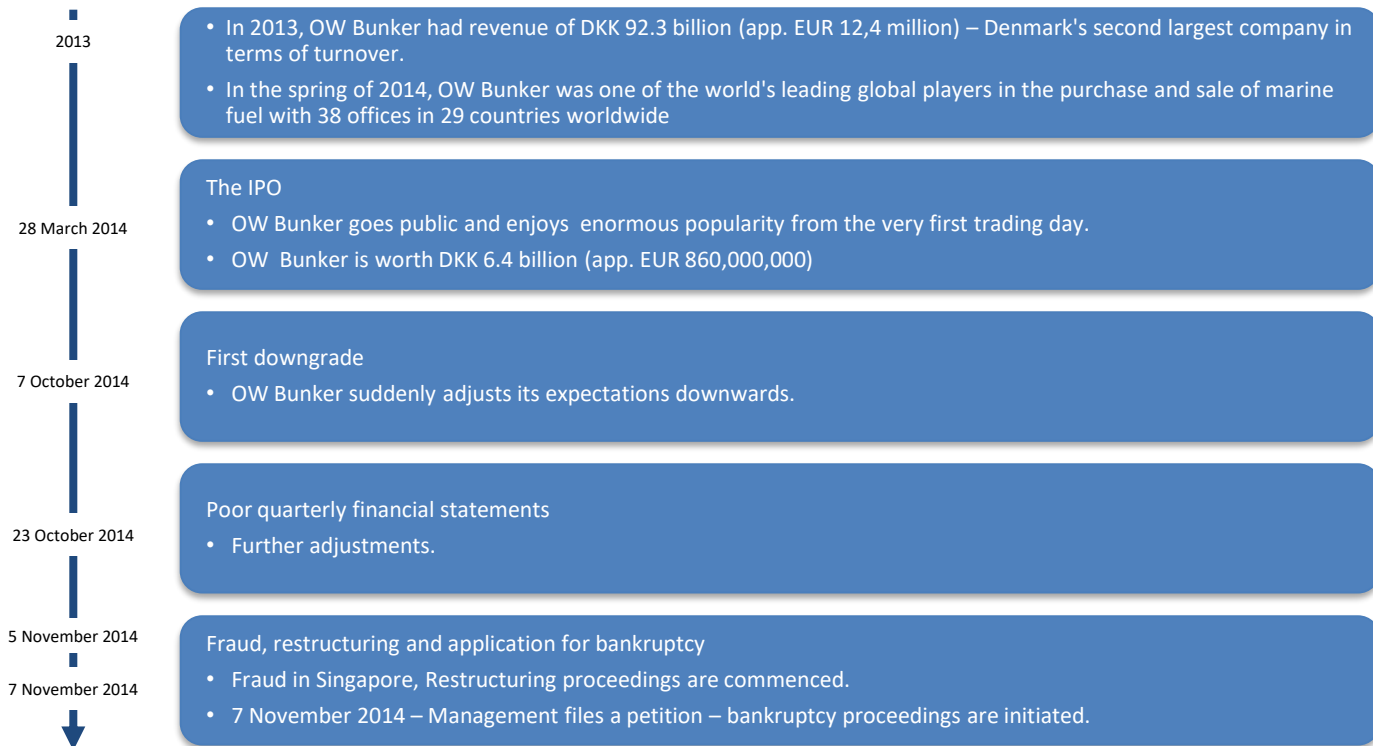 2013
• In 2013, OW Bunker had revenue of DKK 92.3 billion (app. EUR 12,4 million) – Denmark's second largest company in
terms of turnover.
• In the spring of 2014, OW Bunker was one of the world's leading global players in the purchase and sale of marine
fuel with 38 offices in 29 countries worldwide
28 March 2014
The IPO
• OW Bunker goes public and enjoys enormous popularity from the very first trading day.
• OW Bunker is worth DKK 6.4 billion (app. EUR 860,000,000)
7 October 2014
First downgrade
• OW Bunker suddenly adjusts its expectations downwards.
23 October 2014
Poor quarterly financial statements
• Further adjustments.
5 November 2014
7 November 2014
Fraud, restructuring and application for bankruptcy
• Fraud in Singapore, Restructuring proceedings are commenced.
• 7 November 2014 – Management files a petition – bankruptcy proceedings are initiated.